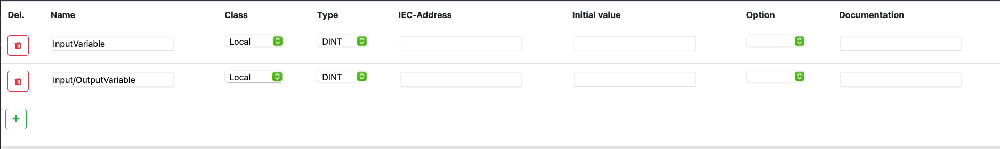 Del. Name Class Type IEC-Address Initial value Option Documentation
InputVariable Local DINT
Input/OutputVariable Local DINT
+